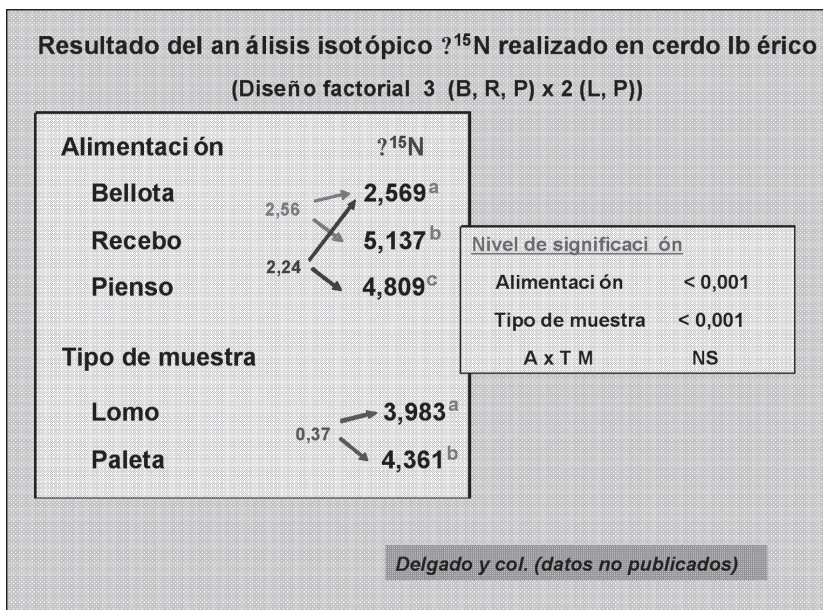 Resultado del an álisis isotópico ?15N realizado en cerdo Ib érico
(Diseño factorial 3 (B, R, P) x 2 (L, P))
Alimentaci ón ?15N
Bellota 2,569a
2,56
Recebo 5,137b
2,24
Pienso 4,809c
Tipo de muestra
Lomo 3,983a
0,37
Paleta 4,361b
Nivel de significaci ón
Alimentaci ón < 0,001
Tipo de muestra < 0,001
A x T M NS
Delgado y col. (datos no publicados)